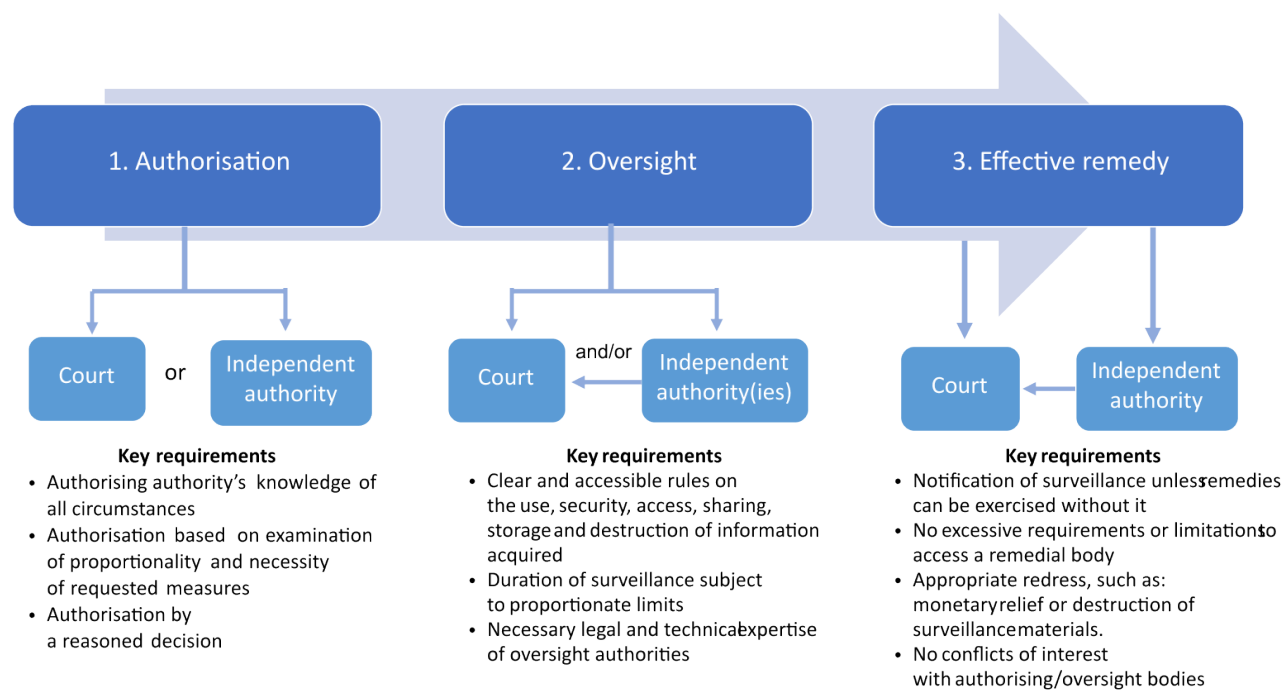 1. Authorisation
2. Oversight
3. Effective remedy
Court
or
Independent
authority
Court
and/or
Independent
authority(ies)
Court
Independent
authority
Key requirements
• Authorising authority's knowledge of
all circumstances
• Authorisation based on examination
of proportionality and necessity
of requested measures
• Authorisation by
a reasoned decision
Key requirements
• Clear and accessible rules on
the use, security, access, sharing,
storage and destruction of information
acquired
• Duration of surveillance subject
to proportionate limits
• Necessary legal and technical expertise
of oversight authorities
Key requirements
• Notification of surveillance unless remedies
can be exercised without it
• No excessive requirements or limitations to
access a remedial body
• Appropriate redress, such as:
monetary relief or destruction of
surveillance materials.
• No conflicts of interest
with authorising/oversight bodies